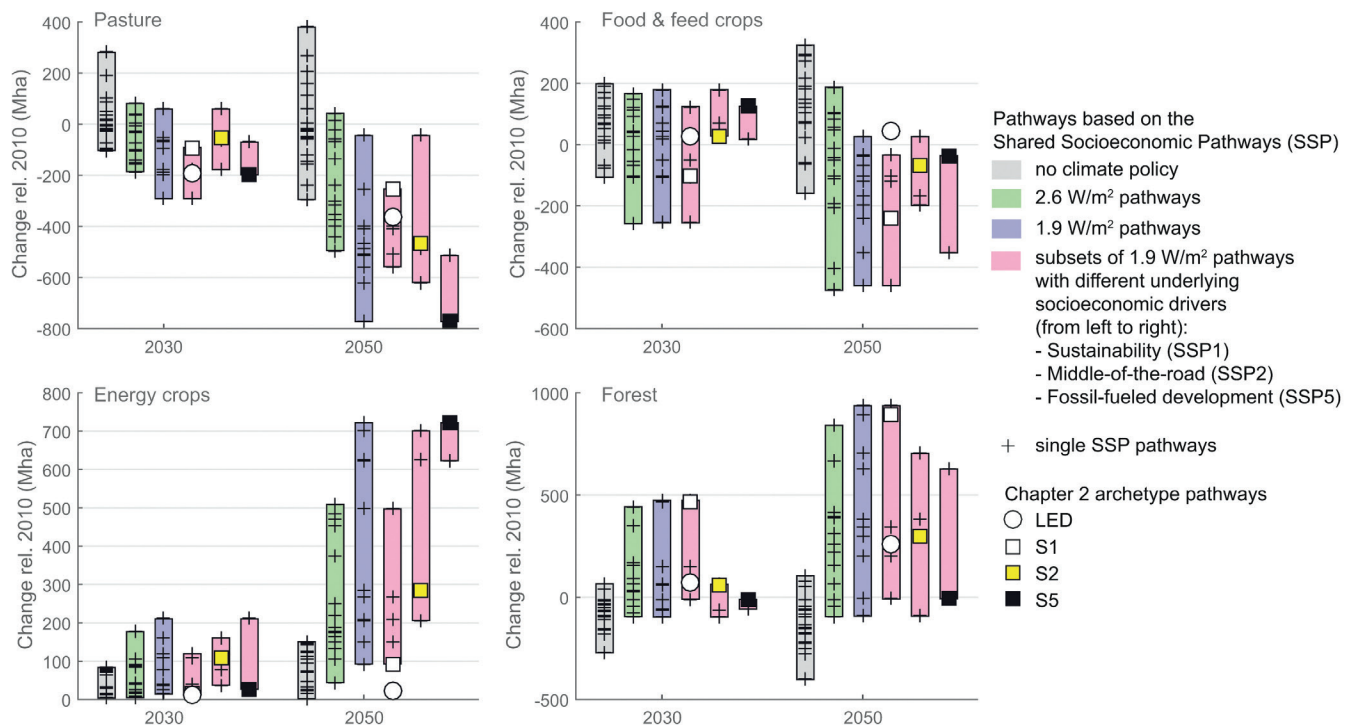 Pasture
Change rel. 2010 (Mha)
400
200
0
-200
-400
-600
-800
2030
2050
Food & feed crops
Change rel. 2010 (Mha)
400
200
0
-200
-400
-600
2030
2050
Energy crops
Change rel. 2010 (Mha)
800
700
600
500
400
300
200
100
0
2030
2050
Forest
Change rel. 2010 (Mha)
1000
500
0
-500
2030
2050
Pathways based on the
Shared Socioeconomic Pathways (SSP)
no climate policy
2.6 W/m² pathways
1.9 W/m² pathways
subsets of 1.9 W/m² pathways
with different underlying
socioeconomic drivers
(from left to right):
- Sustainability (SSP1)
- Middle-of-the-road (SSP2)
- Fossil-fueled development (SSP5)
single SSP pathways
Chapter 2 archetype pathways
LED
S1
S2
S5